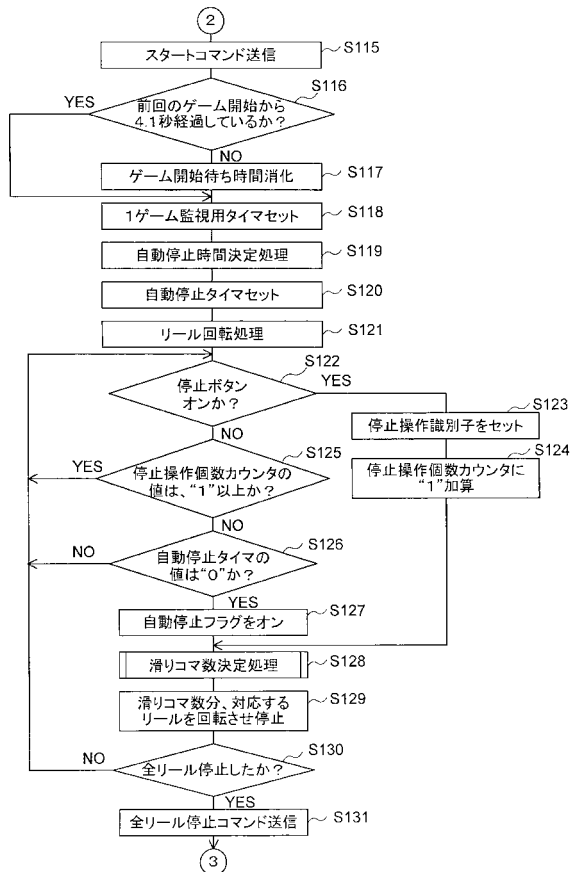 2
スタートコマンド送信
S115
S116
YES
前回のゲーム開始から
4.1秒経過しているか？
NO
ゲーム開始待ち時間消化
S117
1ゲーム監視用タイマセット
S118
自動停止時間決定処理
S119
自動停止タイマセット
S120
リール回転処理
S121
S122
停止ボタン
オンか？
YES
NO
S123
停止操作識別子をセット
S124
停止操作個数カウンタに
“1”加算
S125
YES
停止操作個数カウンタの
値は、“1”以上か？
NO
S126
NO
自動停止タイマの
値は“0”か？
YES
S127
自動停止フラグをオン
滑りコマ数決定処理
S128
S129
滑りコマ数分、対応する
リールを回転させ停止
S130
NO
全リール停止したか？
YES
全リール停止コマンド送信
S131
3